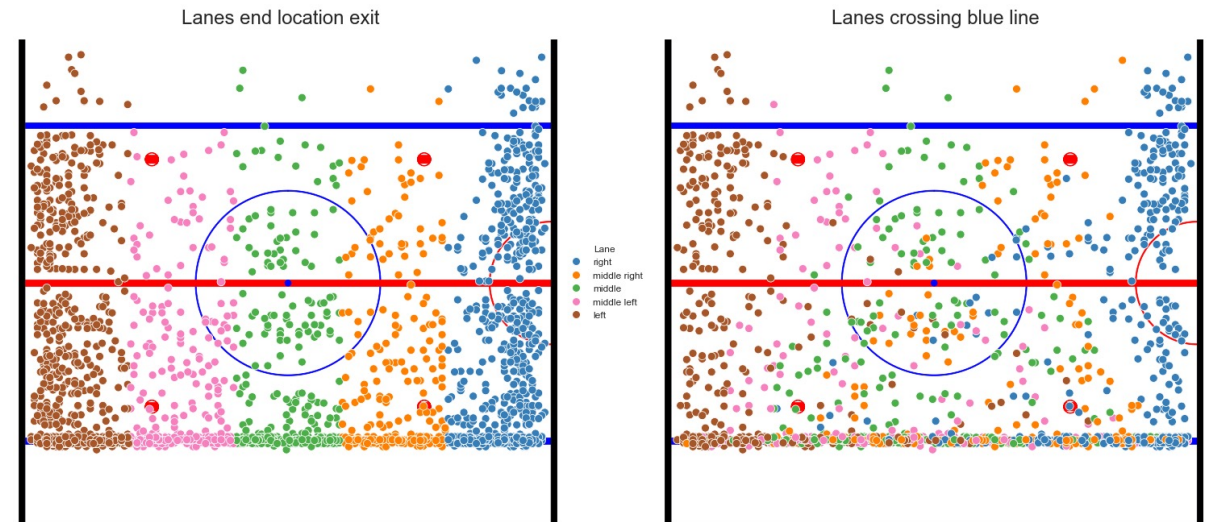 Lanes end location exit
Lanes crossing blue line
Lane
right
middle right
middle
middle left
left